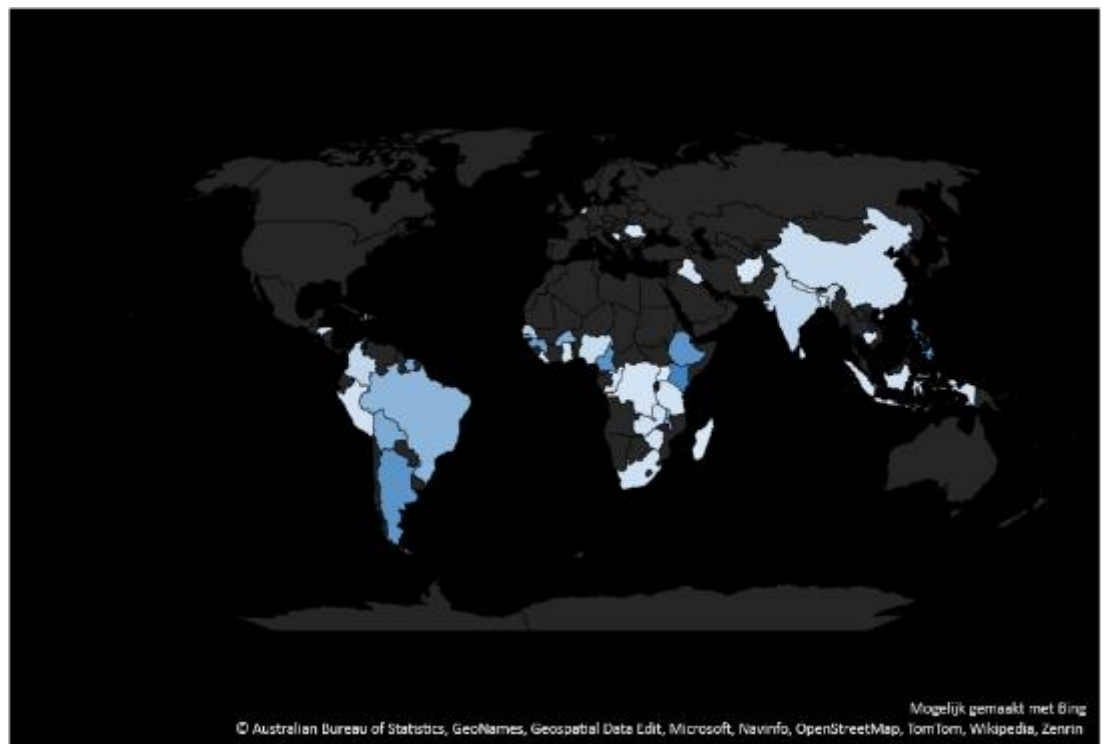 Mogelijk gemaakt met Bing
© Australian Bureau of Statistics, GeoNames, Geospatial Data Edit, Microsoft, Navinfo, OpenStreetMap, TomTom, Wikipedia, Zenrin